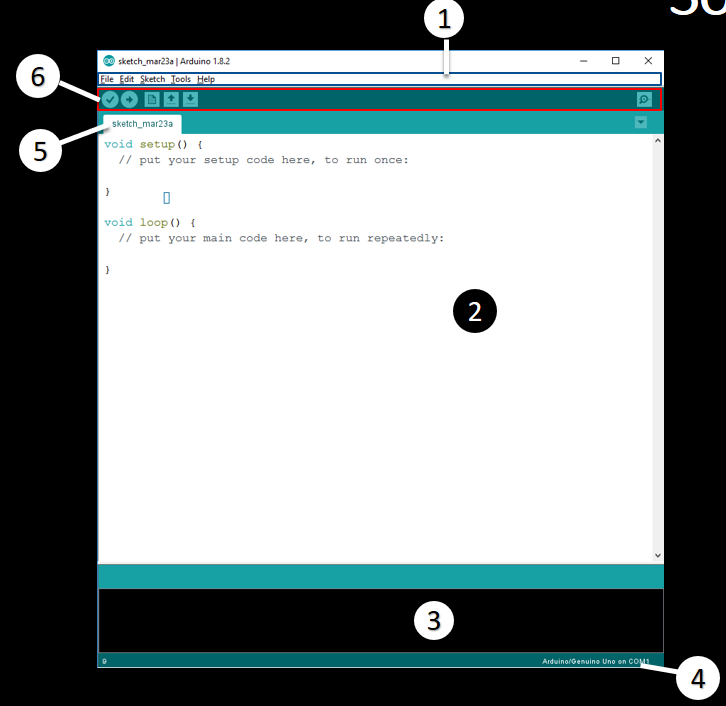 1
6
sketch_mar23a | Arduino 1.8.2
File Edit Sketch Tools Help
5
sketch_mar23a
void setup() {
// put your setup code here, to run once:
}
void loop() {
// put your main code here, to run repeatedly:
}
2
3
9
Arduino/Genuino Uno on COM1
4